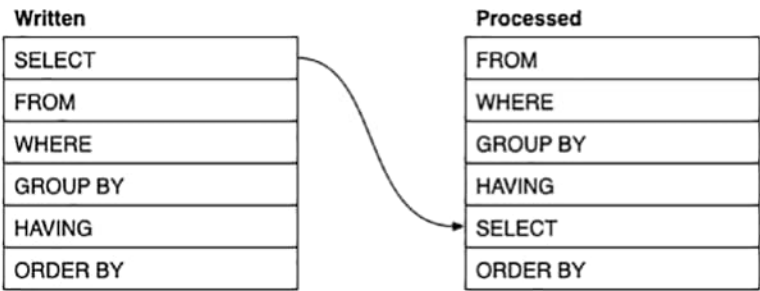 Written
SELECT
FROM
WHERE
GROUP BY
HAVING
ORDER BY
Processed
FROM
WHERE
GROUP BY
HAVING
SELECT
ORDER BY